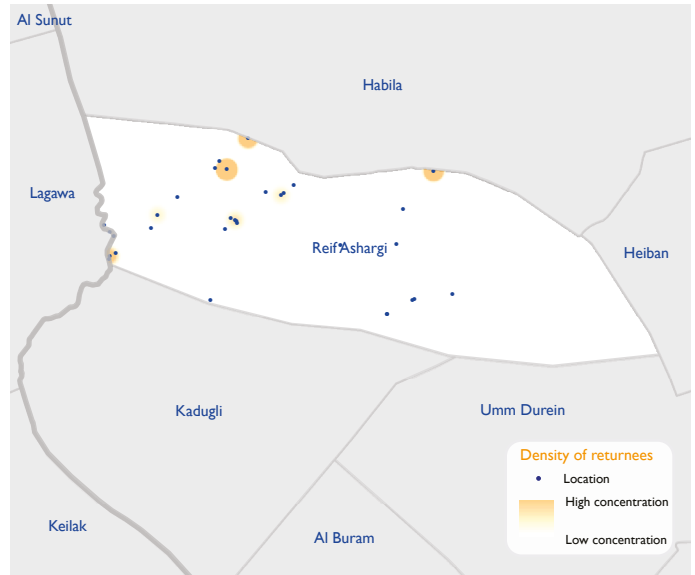 Al Sunut
Habila
Lagawa
Reif Ashargi
Heiban
Kadugli
Umm Durein
Keilak
Al Buram
Density of returnees
Location
High concentration
Low concentration